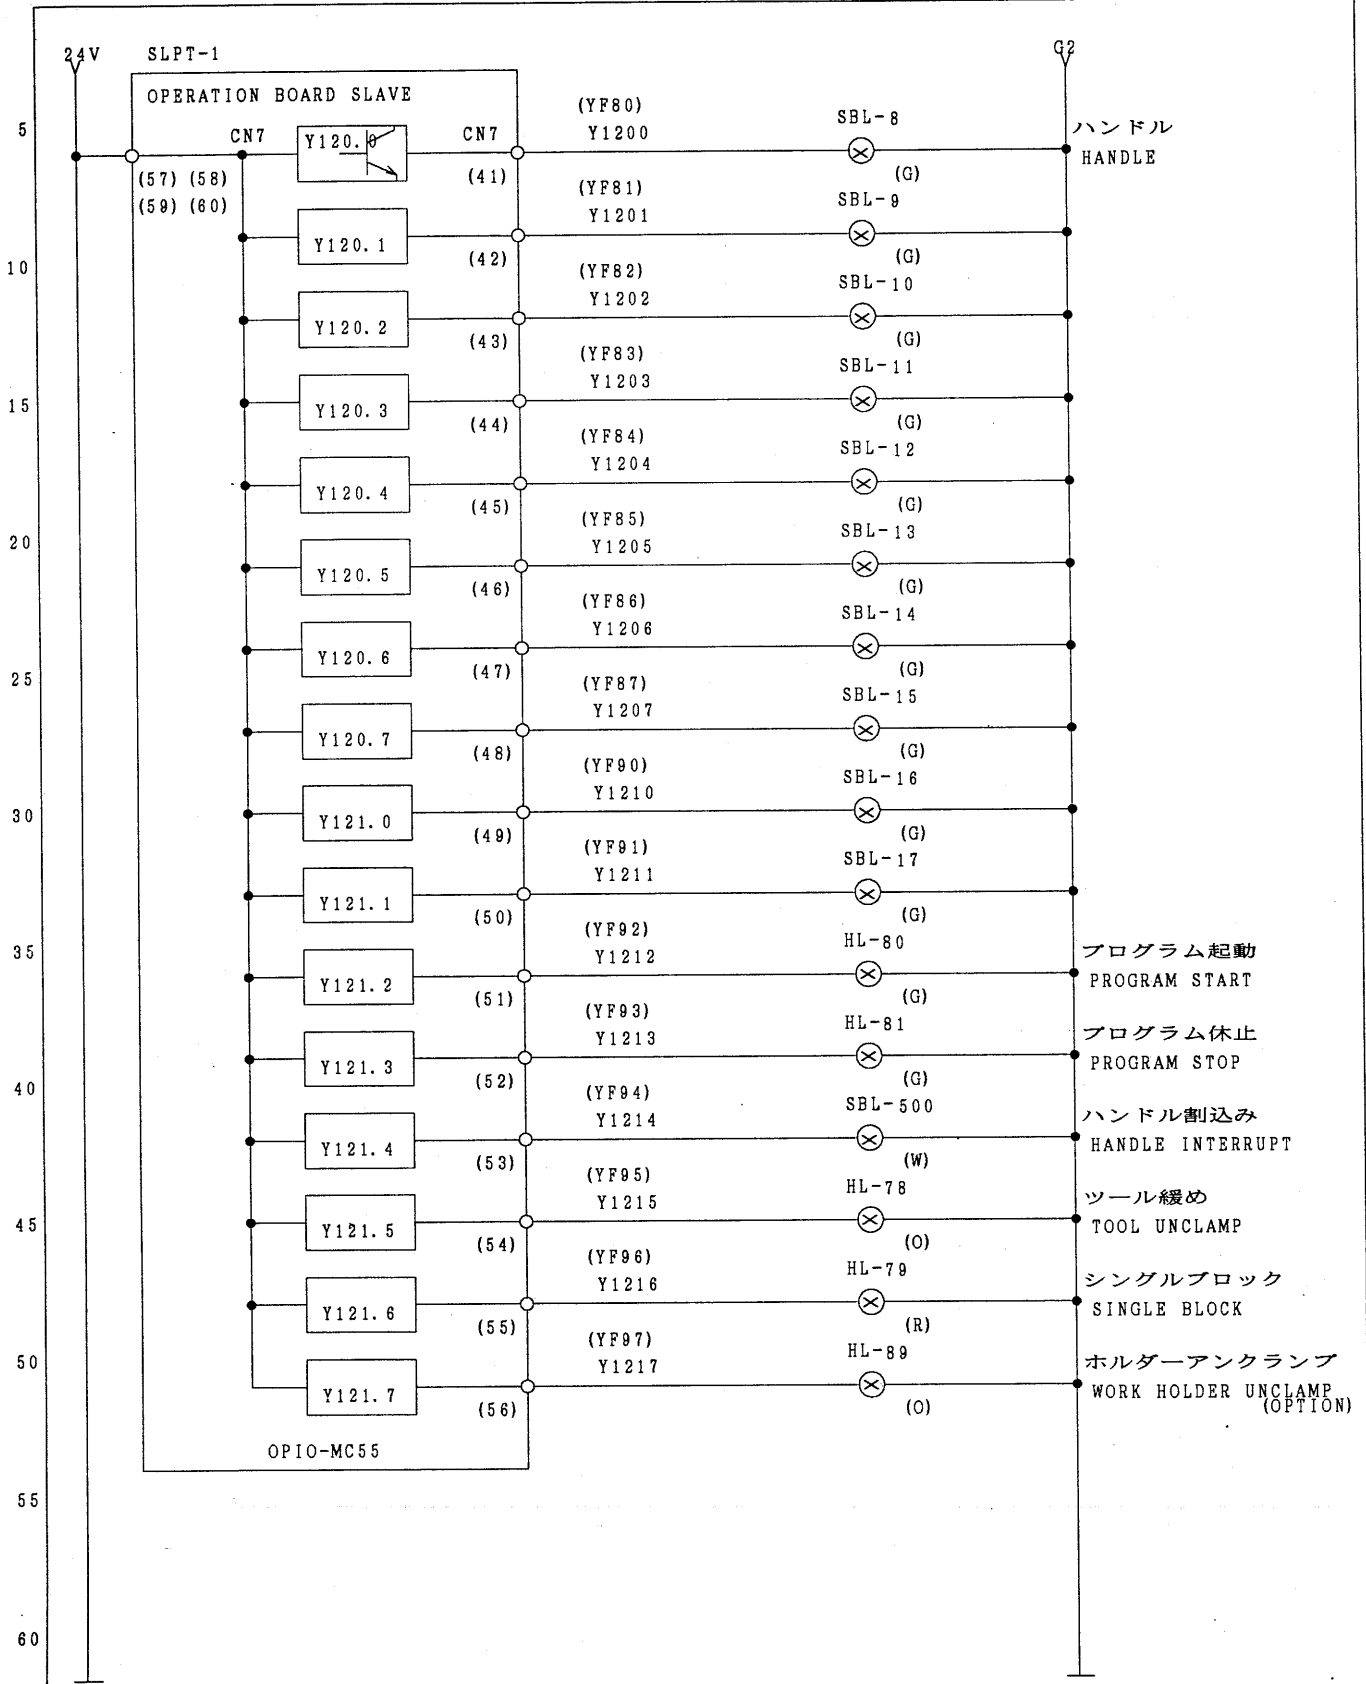 24V SLPT-1 G2
OPERATION BOARD SLAVE
(YF80)
5 CN7 Y120.0 CN7 Y1200 SBL-8 ハンドル
HANDLE
(57) (58) (41) (G)
(59) (60)
(YF81)
Y1201 SBL-9
Y120.1
(42) (G)
10
(YF82)
Y1202 SBL-10
Y120.2
(43) (G)
(YF83)
Y1203 SBL-11
15 Y120.3
(44) (G)
(YF84)
Y1204 SBL-12
Y120.4
(45) (G)
(YF85)
20 Y1205 SBL-13
Y120.5
(46) (G)
(YF86)
Y1206 SBL-14
Y120.6
25 (47) (G)
(YF87)
Y1207 SBL-15
Y120.7
(48) (G)
(YF90)
Y1210 SBL-16
30 Y121.0
(49) (G)
(YF91)
Y1211 SBL-17
Y121.1
(50) (G)
(YF92)
35 Y1212 HL-80 プログラム起動
Y121.2 PROGRAM START
(51) (G)
(YF93)
Y1213 HL-81 プログラム休止
Y121.3 PROGRAM STOP
40 (52) (G)
(YF94)
Y1214 SBL-500 ハンドル割込み
Y121.4 HANDLE INTERRUPT
(53) (W)
(YF95)
Y1215 HL-78 ツール緩め
45 Y121.5 TOOL UNCLAMP
(54) (O)
(YF96)
Y1216 HL-79 シングルブロック
Y121.6 SINGLE BLOCK
(55) (R)
(YF97)
50 Y1217 HL-89 ホルダーアンクランプ
Y121.7 WORK HOLDER UNCLAMP
(OPTION)
(56) (O)
OPIO-MC55
55
60